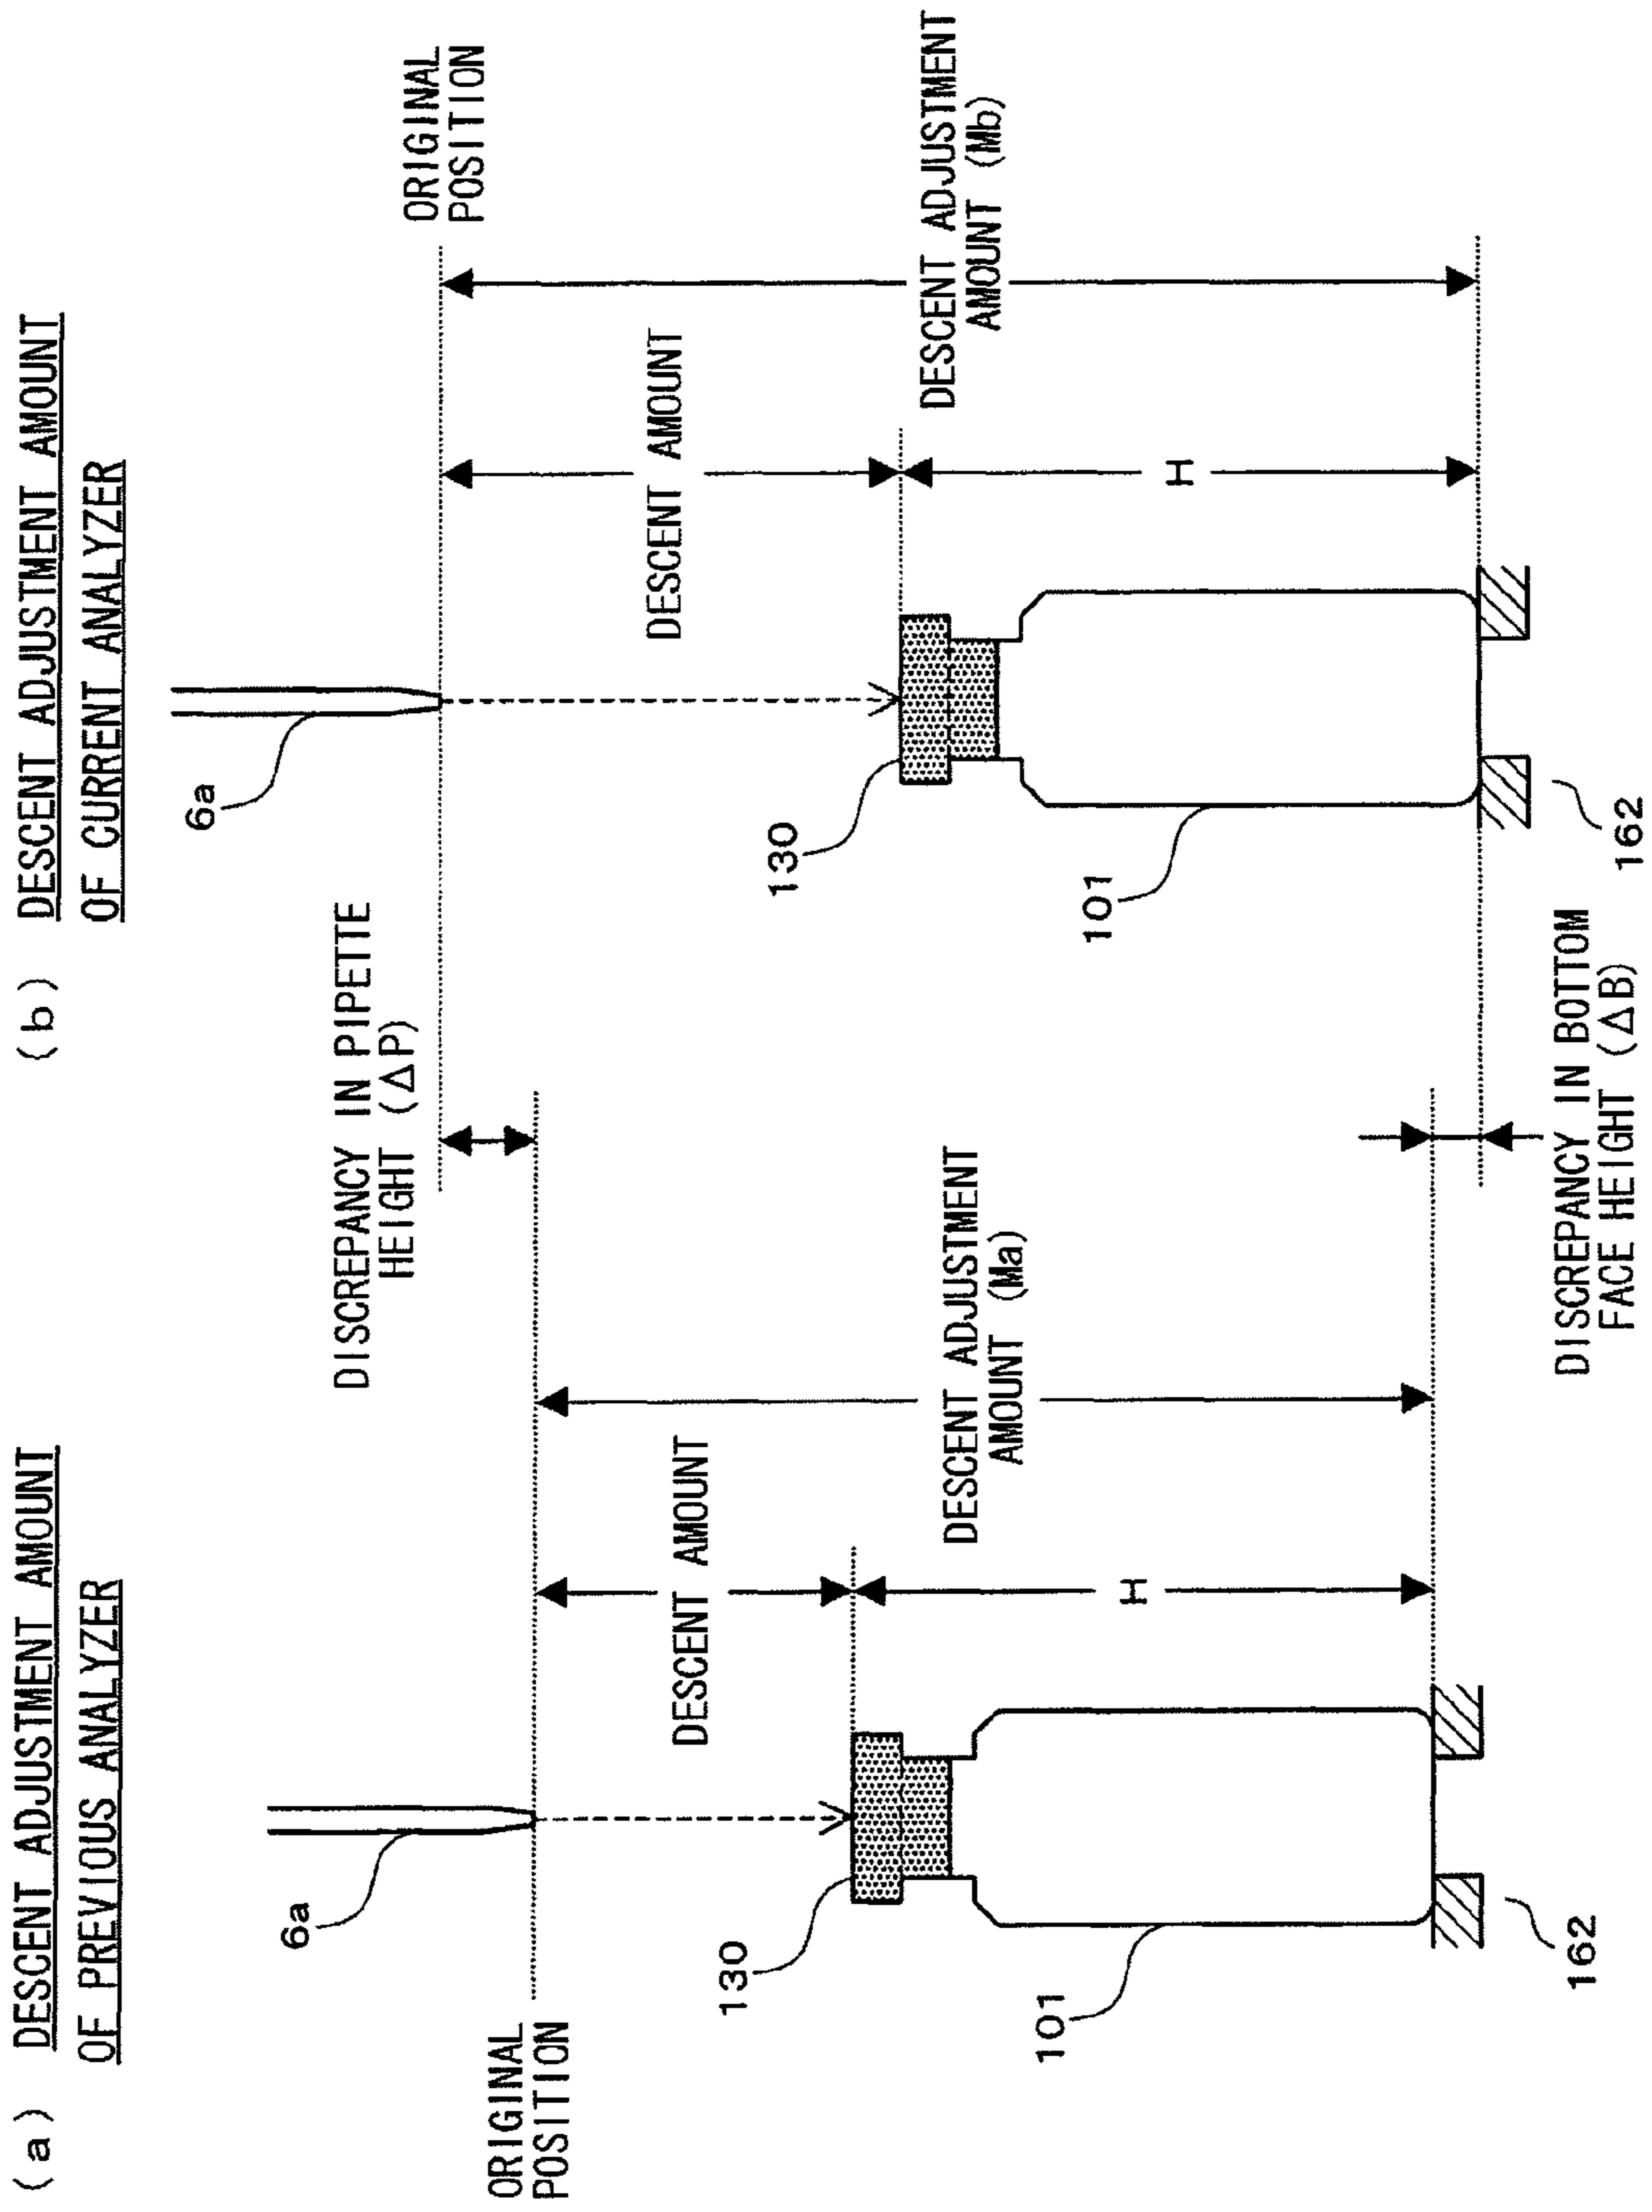 (a) DESCENT ADJUSTMENT AMOUNT
OF PREVIOUS ANALYZER
6a
ORIGINAL
POSITION
130
101
162
DESCENT AMOUNT
H
DESCENT ADJUSTMENT
AMOUNT (Ma)
DISCREPANCY IN PIPETTE
HEIGHT (ΔP)
DISCREPANCY IN BOTTOM
FACE HEIGHT (ΔB)
(b) DESCENT ADJUSTMENT AMOUNT
OF CURRENT ANALYZER
6a
130
101
162
DESCENT AMOUNT
H
ORIGINAL
POSITION
DESCENT ADJUSTMENT
AMOUNT (Mb)